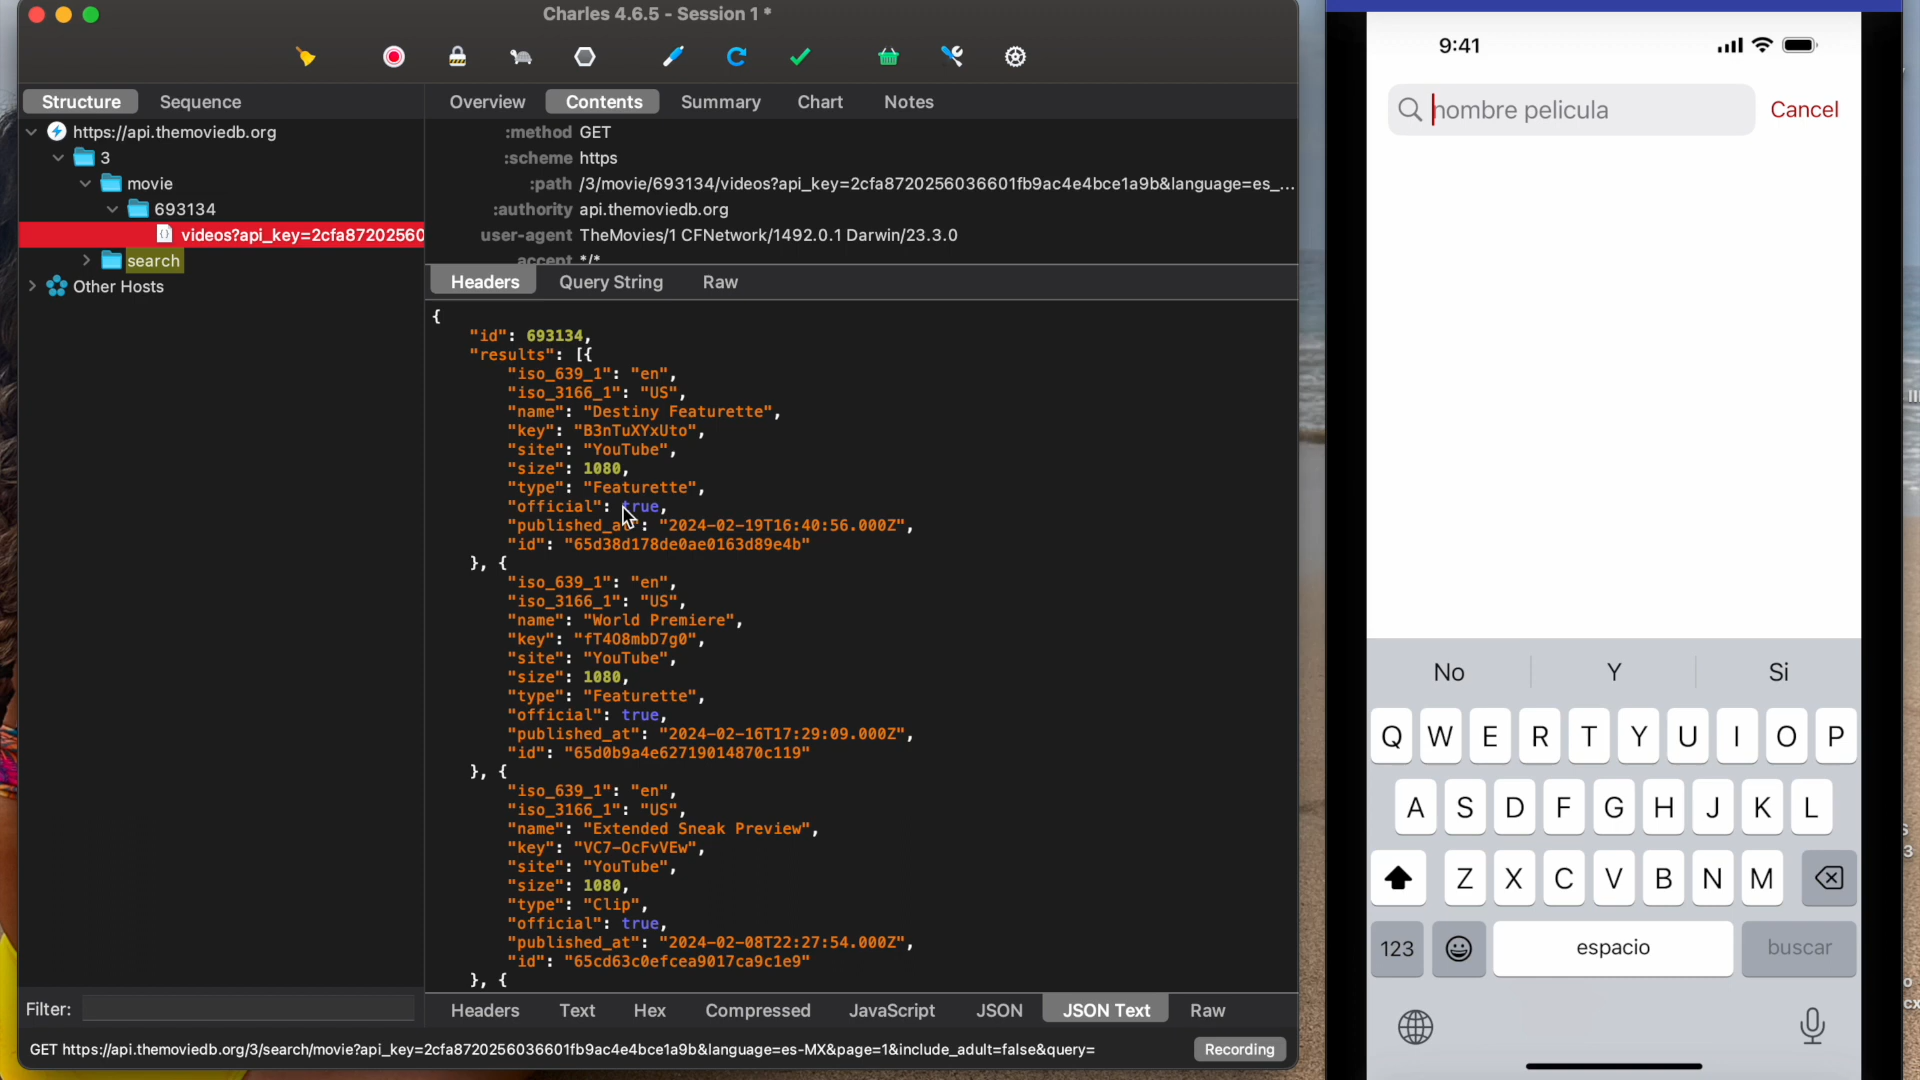 Charles 4.6.5 - Session 1 *
Structure
Sequence
https://api.themoviedb.org
3
movie
693134
videos?api_key=2cfa87202560
search
Other Hosts
Filter:
Overview
Contents
Summary
Chart
Notes
:method GET
:scheme https
:path /3/movie/693134/videos?api_key=2cfa8720256036601fb9ac4e4bce1a9b&language=es_...
:authority api.themoviedb.org
user-agent TheMovies/1 CFNetwork/1492.0.1 Darwin/23.3.0
accept */*
Headers
Query String
Raw
{
"id": 693134,
"results": [{
"iso_639_1": "en",
"iso_3166_1": "US",
"name": "Destiny Featurette",
"key": "B3nTuXYxUto",
"site": "YouTube",
"size": 1080,
"type": "Featurette",
"official": true,
"published_at": "2024-02-19T16:40:56.000Z",
"id": "65d38d178de0ae0163d89e4b"
}, {
"iso_639_1": "en",
"iso_3166_1": "US",
"name": "World Premiere",
"key": "fT4O8mbD7g0",
"site": "YouTube",
"size": 1080,
"type": "Featurette",
"official": true,
"published_at": "2024-02-16T17:29:09.000Z",
"id": "65d0b9a4e62719014870c119"
}, {
"iso_639_1": "en",
"iso_3166_1": "US",
"name": "Extended Sneak Preview",
"key": "VC7-OcFvVEw",
"site": "YouTube",
"size": 1080,
"type": "Clip",
"official": true,
"published_at": "2024-02-08T22:27:54.000Z",
"id": "65cd63c0efcea9017ca9c1e9"
}, {
Headers
Text
Hex
Compressed
JavaScript
JSON
JSON Text
Raw
GET https://api.themoviedb.org/3/search/movie?api_key=2cfa8720256036601fb9ac4e4bce1a9b&language=es-MX&page=1&include_adult=false&query=
Recording
9:41
nombre pelicula
Cancel
No
Y
Si
Q W E R T Y U I O P
A S D F G H J K L
Z X C V B N M
123
espacio
buscar